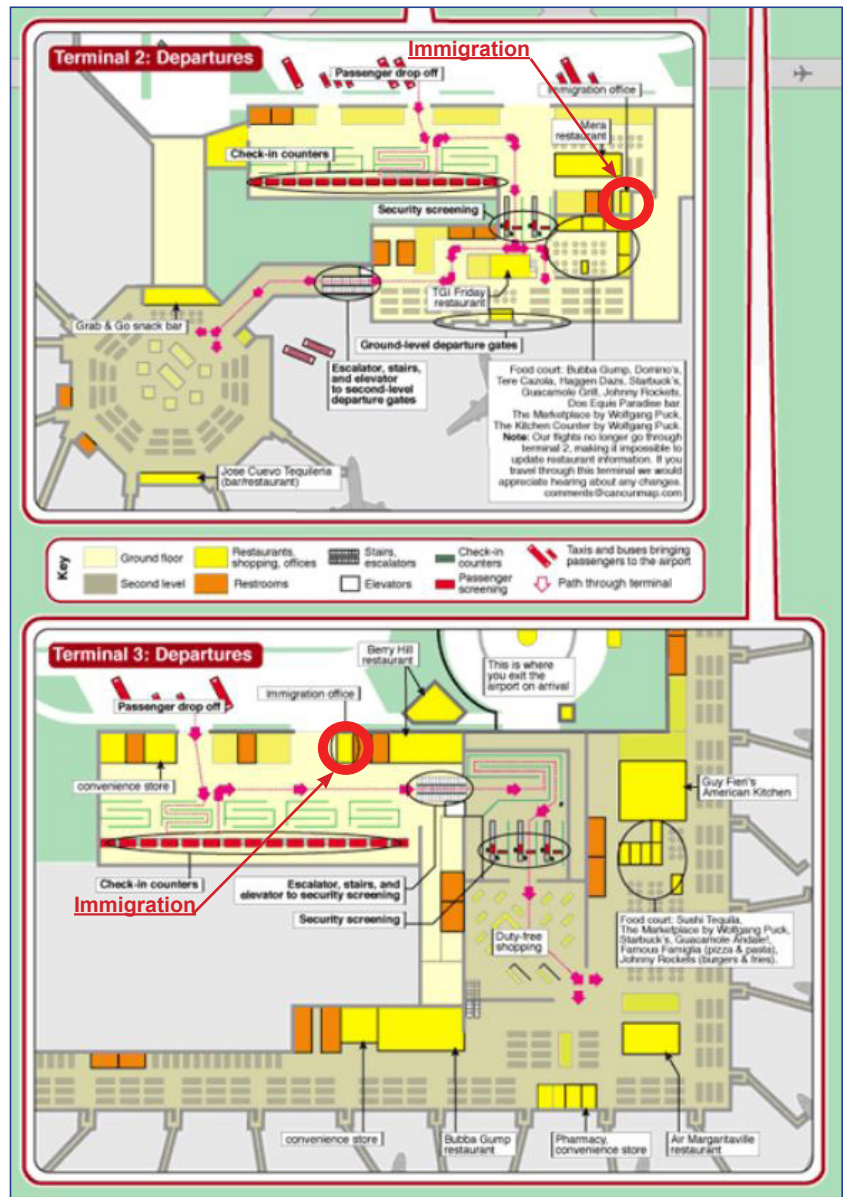 Terminal 2: Departures
Immigration
Passenger drop off
Immigration office
Mera
restaurant
Check-in counters
Security screening
TGI Friday
restaurant
Grab & Go snack bar
Ground-level departure gates
Escalator, stairs,
and elevator
to second-level
departure gates
Food court: Bubba Gump, Domino's,
Tere Cazola, Haggen Dazs, Starbuck's,
Guacamole Grill, Johnny Rockets,
Dos Equis Paradise bar.
The Marketplace by Wolfgang Puck,
The Kitchen Counter by Wolfgang Puck.
Note: Our flights no longer go through
terminal 2, making it impossible to
update restaurant information. If you
travel through this terminal we would
appreciate hearing about any changes.
comments@cancunmap.com
Jose Cuevo Tequileria
(bar/restaurant)
Key
Ground floor
Second level
Restaurants,
shopping, offices
Restrooms
Stairs,
escalators
Elevators
Check-in
counters
Passenger
screening
Taxis and buses bringing
passengers to the airport
Path through terminal
Terminal 3: Departures
Berry Hill
restaurant
This is where
you exit the
airport on arrival
Immigration office
Passenger drop off
convenience store
Guy Fieri's
American Kitchen
Check-in counters
Escalator, stairs, and
elevator to security screening
Immigration
Security screening
Duty-free
shopping
Food court: Sushi Tequila,
The Marketplace by Wolfgang Puck,
Starbuck's, Guacamole Andale!,
Famous Famiglia (pizza & pasta),
Johnny Rockets (burgers & fries).
convenience store
Bubba Gump
restaurant
Pharmacy,
convenience store
Air Margaritaville
restaurant